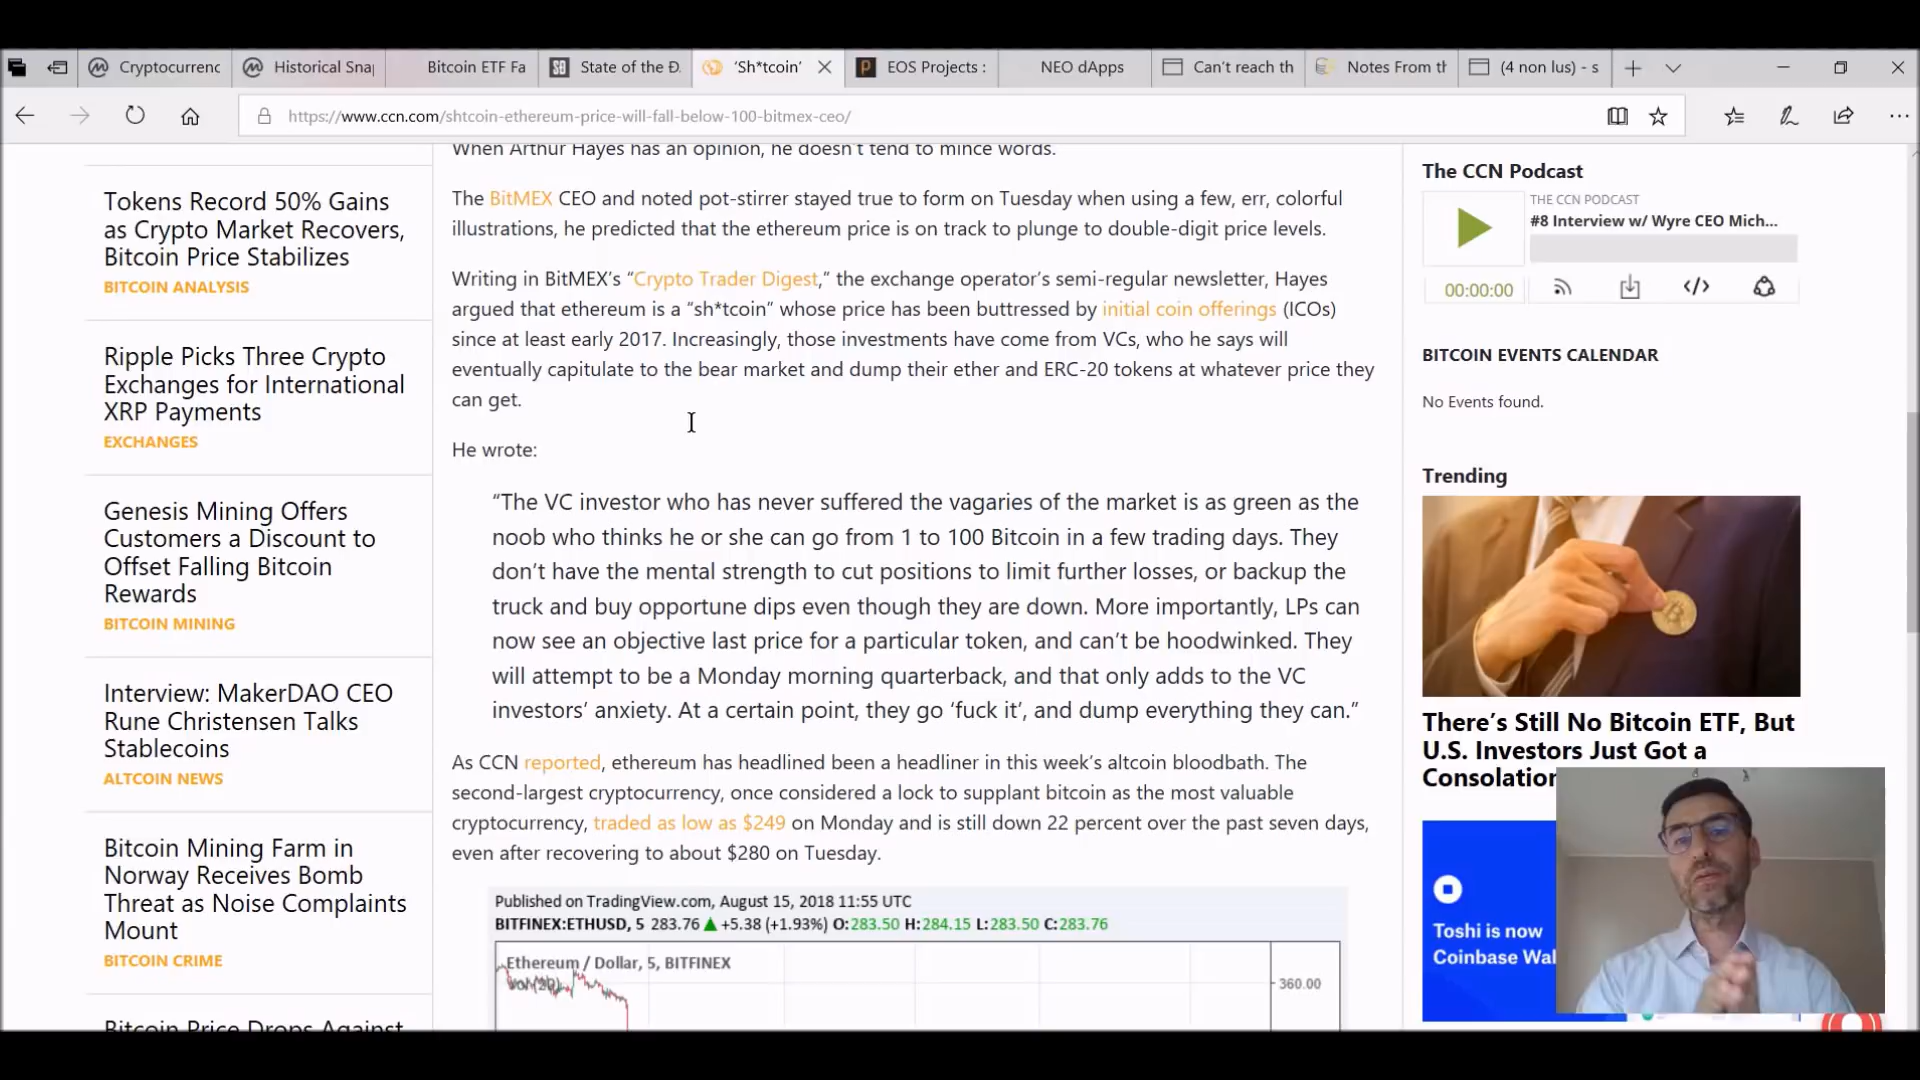 Cryptocurrenc
Historical Snap
Bitcoin ETF Fa
State of the Ð.
'Sh*tcoin'
EOS Projects :
NEO dApps
Can't reach th
Notes From th
(4 non lus) - s
https://www.ccn.com/shtcoin-ethereum-price-will-fall-below-100-bitmex-ceo/
Tokens Record 50% Gains
as Crypto Market Recovers,
Bitcoin Price Stabilizes
BITCOIN ANALYSIS
Ripple Picks Three Crypto
Exchanges for International
XRP Payments
EXCHANGES
Genesis Mining Offers
Customers a Discount to
Offset Falling Bitcoin
Rewards
BITCOIN MINING
Interview: MakerDAO CEO
Rune Christensen Talks
Stablecoins
ALTCOIN NEWS
Bitcoin Mining Farm in
Norway Receives Bomb
Threat as Noise Complaints
Mount
BITCOIN CRIME
Bitcoin Price Drops Against
When Arthur Hayes has an opinion, he doesn't tend to mince words.
The BitMEX CEO and noted pot-stirrer stayed true to form on Tuesday when using a few, err, colorful
illustrations, he predicted that the ethereum price is on track to plunge to double-digit price levels.
Writing in BitMEX's “Crypto Trader Digest,” the exchange operator's semi-regular newsletter, Hayes
argued that ethereum is a “sh*tcoin” whose price has been buttressed by initial coin offerings (ICOs)
since at least early 2017. Increasingly, those investments have come from VCs, who he says will
eventually capitulate to the bear market and dump their ether and ERC-20 tokens at whatever price they
can get.
He wrote:
“The VC investor who has never suffered the vagaries of the market is as green as the
noob who thinks he or she can go from 1 to 100 Bitcoin in a few trading days. They
don't have the mental strength to cut positions to limit further losses, or backup the
truck and buy opportune dips even though they are down. More importantly, LPs can
now see an objective last price for a particular token, and can't be hoodwinked. They
will attempt to be a Monday morning quarterback, and that only adds to the VC
investors' anxiety. At a certain point, they go ‘fuck it’, and dump everything they can.”
As CCN reported, ethereum has headlined been a headliner in this week's altcoin bloodbath. The
second-largest cryptocurrency, once considered a lock to supplant bitcoin as the most valuable
cryptocurrency, traded as low as $249 on Monday and is still down 22 percent over the past seven days,
even after recovering to about $280 on Tuesday.
Published on TradingView.com, August 15, 2018 11:55 UTC
BITFINEX:ETHUSD, 5 283.76 ▲ +5.38 (+1.93%) O:283.50 H:284.15 L:283.50 C:283.76
Ethereum / Dollar, 5, BITFINEX
Vol (20)
360.00
The CCN Podcast
THE CCN PODCAST
#8 Interview w/ Wyre CEO Mich...
00:00:00
BITCOIN EVENTS CALENDAR
No Events found.
Trending
There's Still No Bitcoin ETF, But
U.S. Investors Just Got a
Consolation
Toshi is now
Coinbase Wal